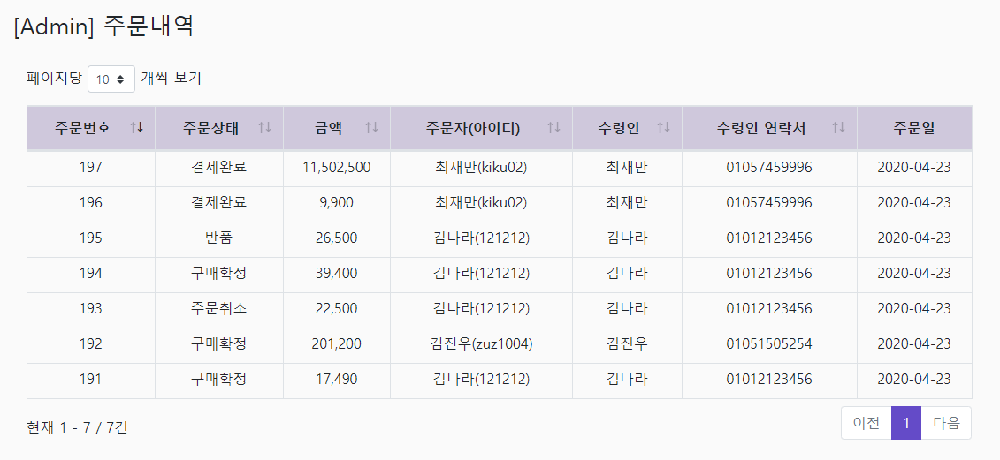 [Admin] 주문내역
페이지당 10 개씩 보기
주문번호 주문상태 금액 주문자(아이디) 수령인 수령인 연락처 주문일
197 결제완료 11,502,500 최재만(kiku02) 최재만 01057459996 2020-04-23
196 결제완료 9,900 최재만(kiku02) 최재만 01057459996 2020-04-23
195 반품 26,500 김나라(121212) 김나라 01012123456 2020-04-23
194 구매확정 39,400 김나라(121212) 김나라 01012123456 2020-04-23
193 주문취소 22,500 김나라(121212) 김나라 01012123456 2020-04-23
192 구매확정 201,200 김진우(zuz1004) 김진우 01051505254 2020-04-23
191 구매확정 17,490 김나라(121212) 김나라 01012123456 2020-04-23
현재 1 - 7 / 7건 이전 1 다음